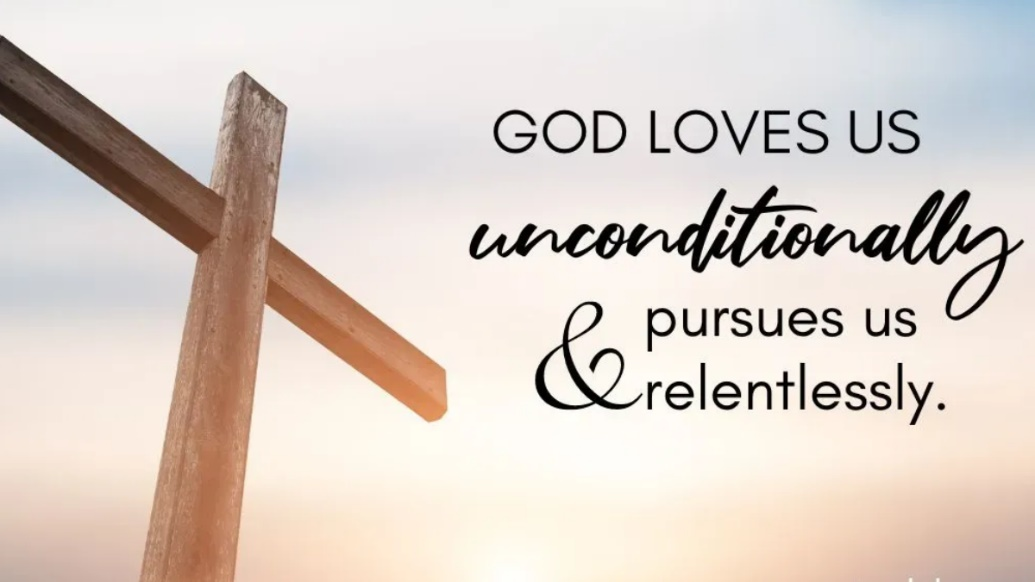 GOD LOVES US
unconditionally
& pursues us
relentlessly.